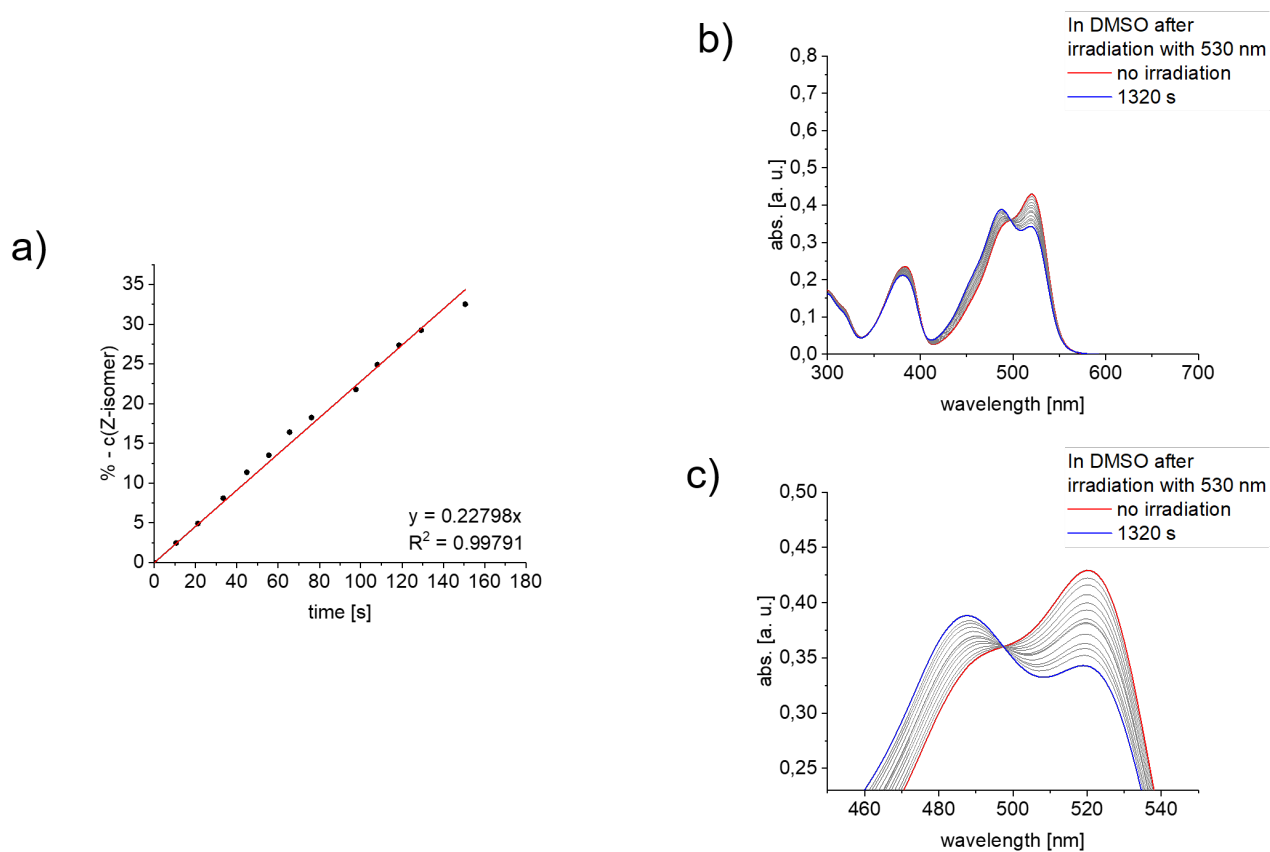 a)
% - c(Z-isomer)
35
30
25
20
15
10
5
0
0 20 40 60 80 100 120 140 160 180
time [s]
y = 0.22798x
R² = 0.99791
b)
In DMSO after
irradiation with 530 nm
no irradiation
1320 s
abs. [a. u.]
0,8
0,7
0,6
0,5
0,4
0,3
0,2
0,1
0,0
300 400 500 600 700
wavelength [nm]
c)
In DMSO after
irradiation with 530 nm
no irradiation
1320 s
abs. [a. u.]
0,50
0,45
0,40
0,35
0,30
0,25
460 480 500 520 540
wavelength [nm]